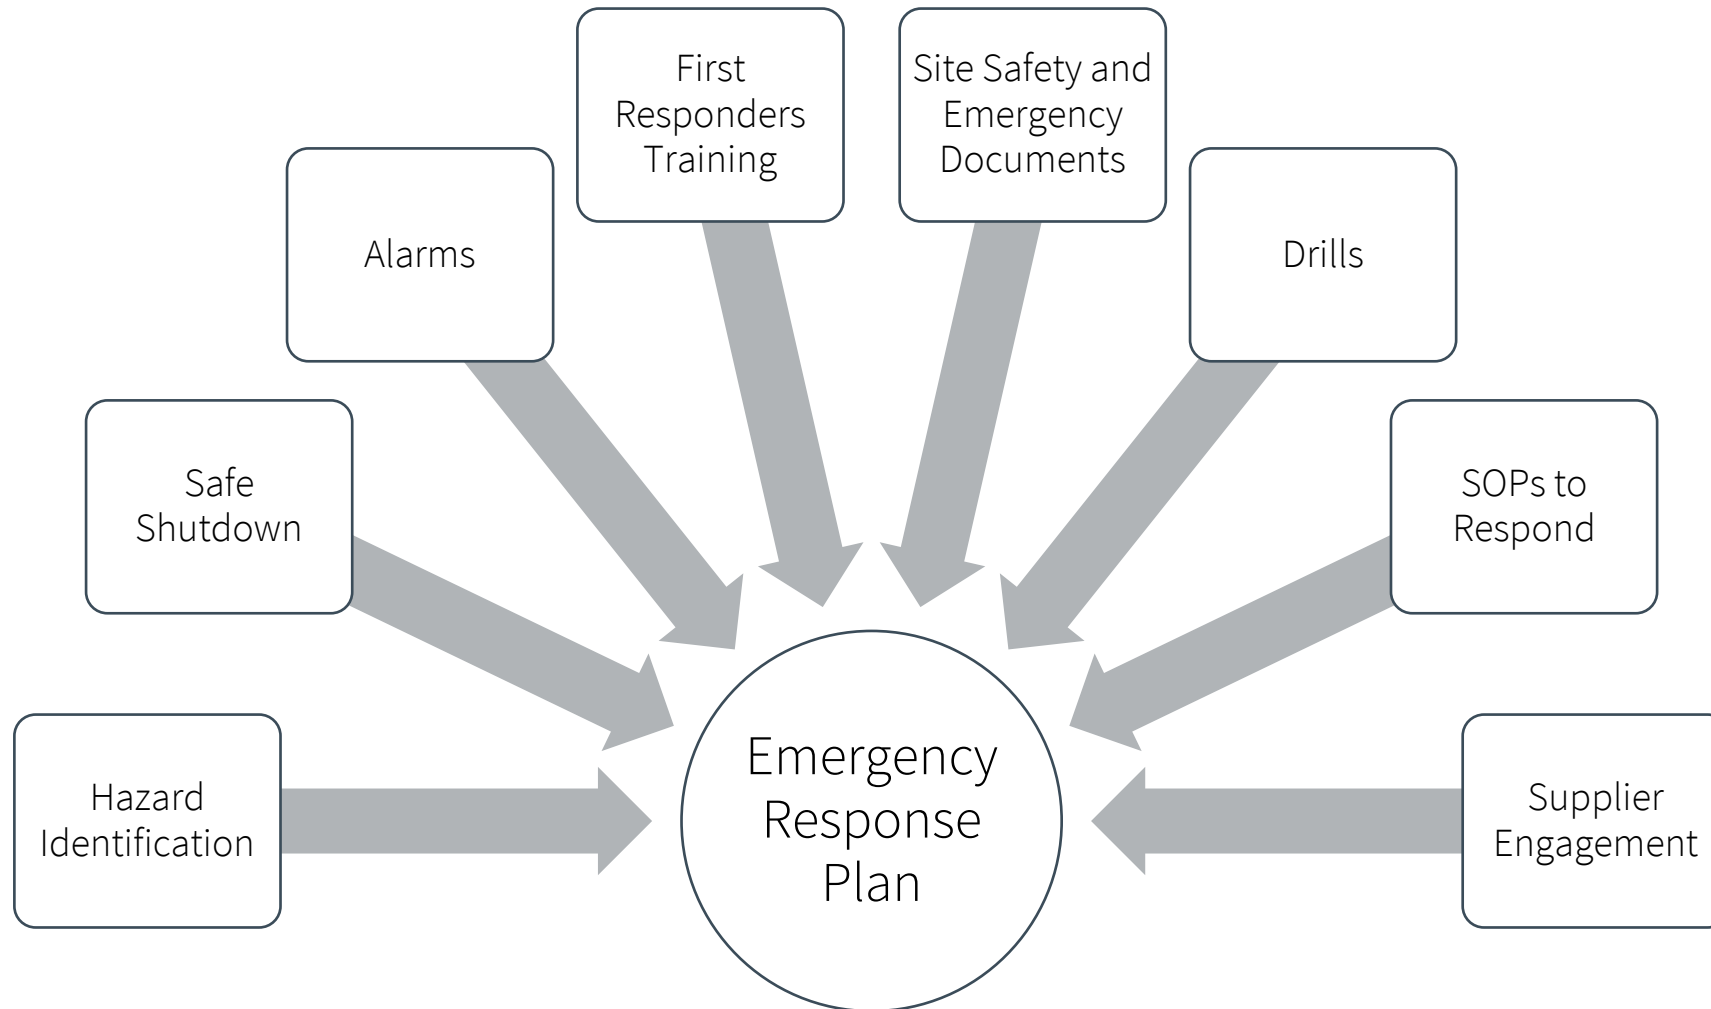 First
Responders
Training
Site Safety and
Emergency
Documents
Alarms
Drills
Safe
Shutdown
SOPs to
Respond
Hazard
Identification
Emergency
Response
Plan
Supplier
Engagement